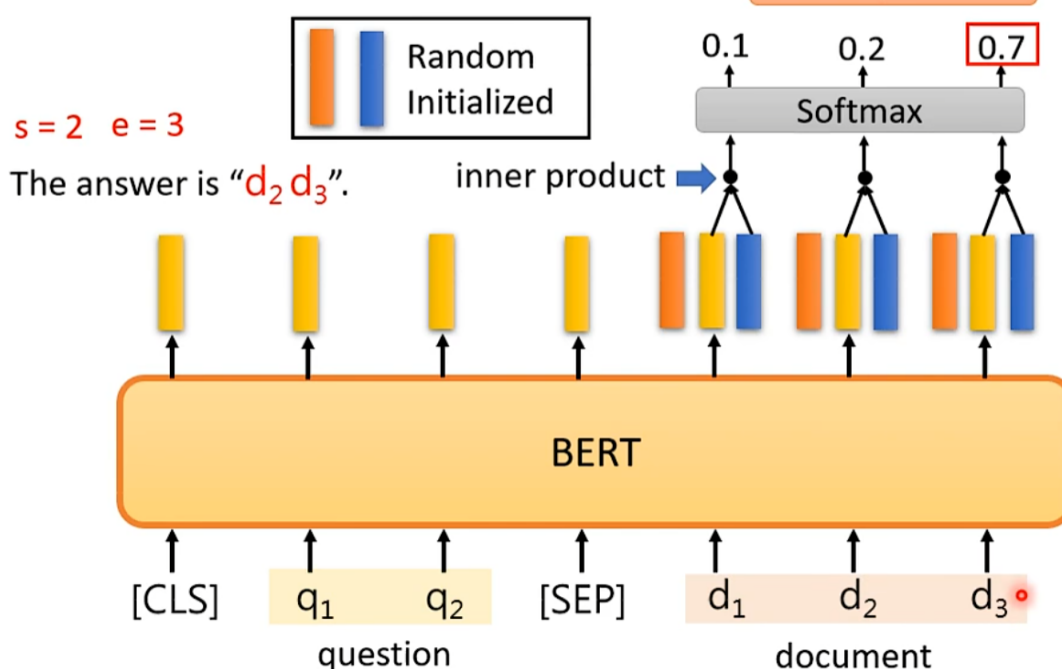 0.1 0.2 0.7
Random
Initialized
Softmax
s = 2 e = 3
The answer is “d₂ d₃”.
inner product
BERT
[CLS] q₁ q₂ [SEP] d₁ d₂ d₃
question document